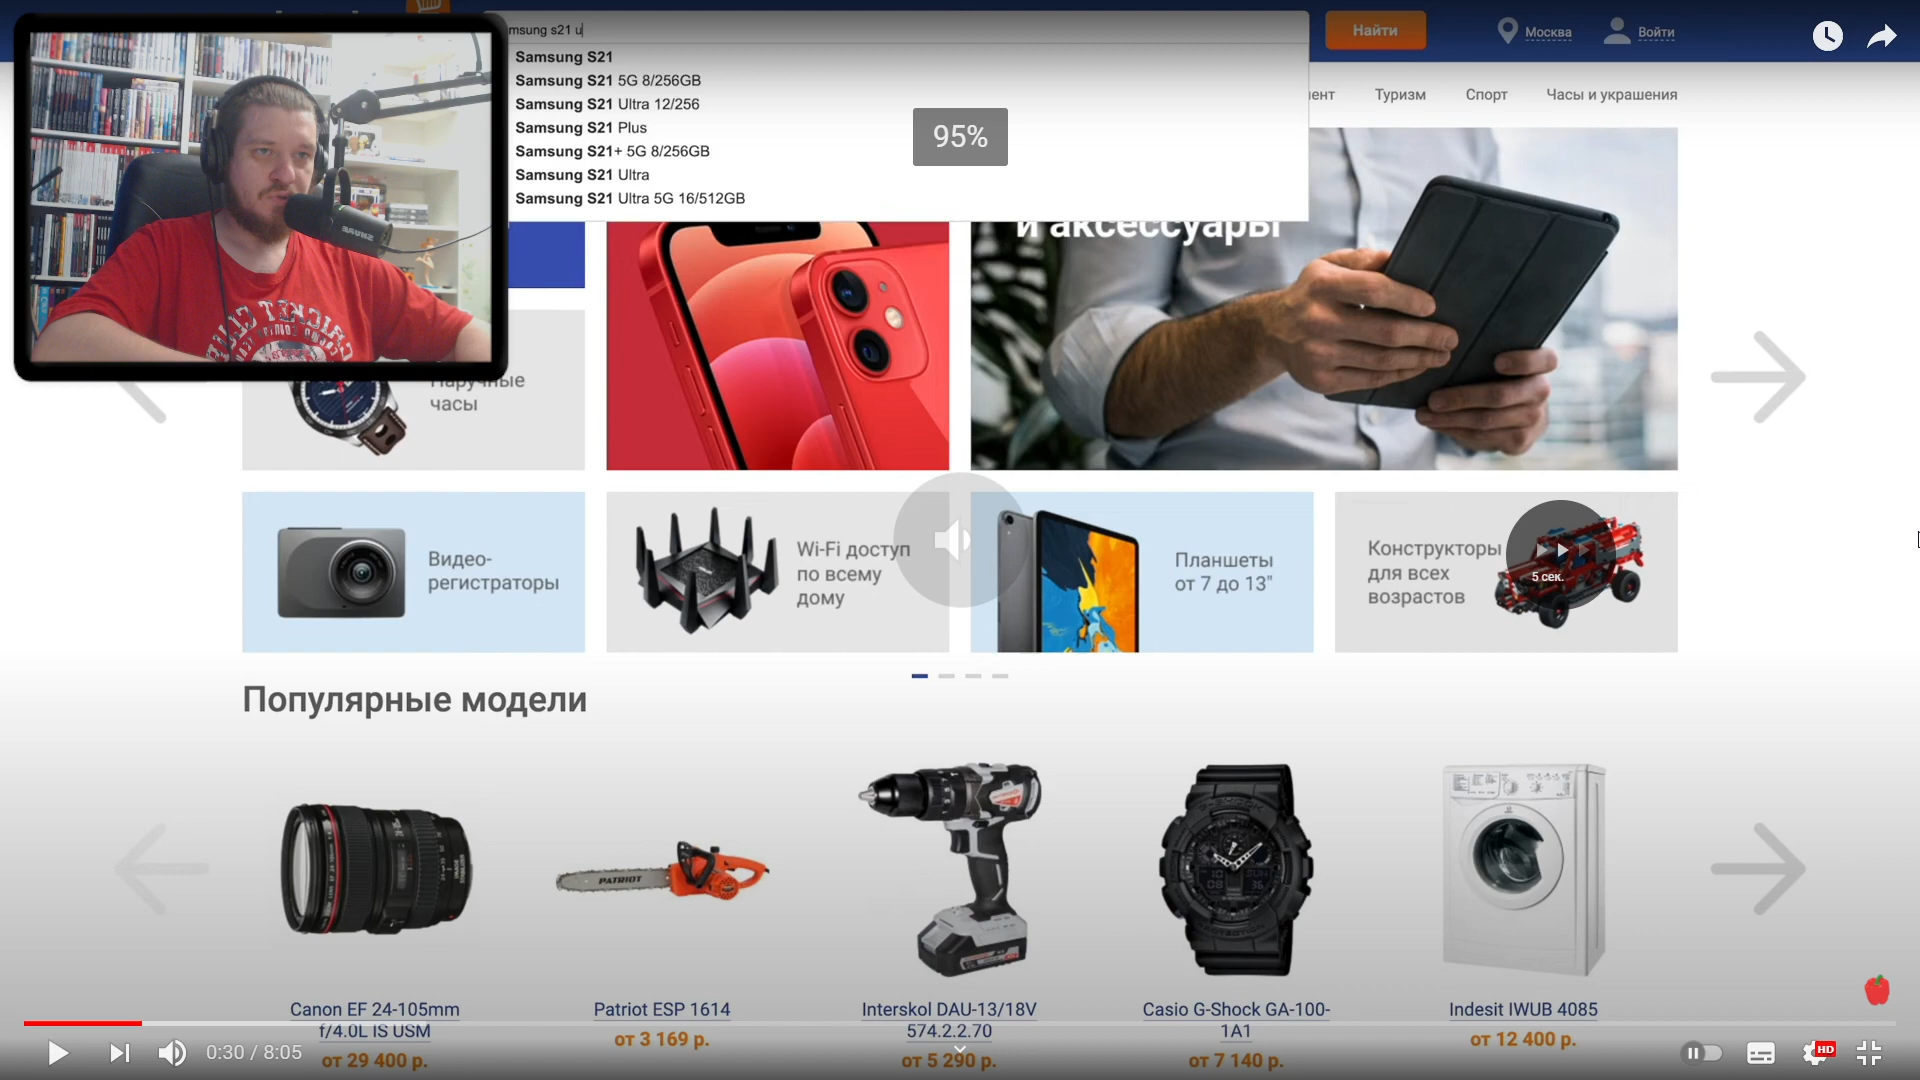 msung s21 u
Найти
Москва
Войти
Samsung S21
Samsung S21 5G 8/256GB
Samsung S21 Ultra 12/256
Samsung S21 Plus
Samsung S21+ 5G 8/256GB
Samsung S21 Ultra
Samsung S21 Ultra 5G 16/512GB
95%
ент
Туризм
Спорт
Часы и украшения
и аксессуары
SHURE
CRICKET CLUB
Наручные
часы
Видео-
регистраторы
Wi-Fi доступ
по всему
дому
Планшеты
от 7 до 13"
Конструкторы
для всех
возрастов
5 сек.
Популярные модели
PATRIOT
Canon EF 24-105mm
f/4.0L IS USM
от 29 400 р.
Patriot ESP 1614
от 3 169 р.
Interskol DAU-13/18V
574.2.2.70
от 5 290 р.
Casio G-Shock GA-100-
1A1
от 7 140 р.
Indesit IWUB 4085
от 12 400 р.
0:30 / 8:05
HD